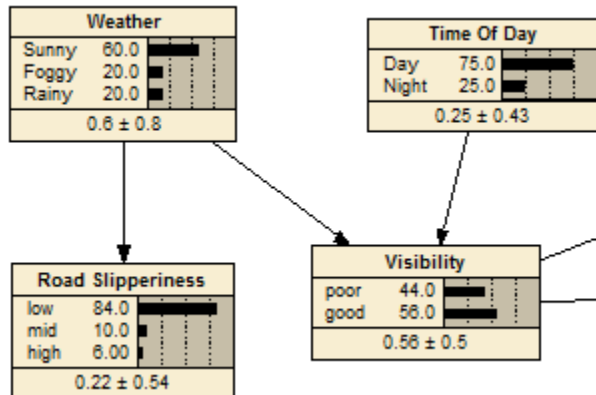 Weather
Sunny 60.0
Foggy 20.0
Rainy 20.0
0.6 ± 0.8
Time Of Day
Day 75.0
Night 25.0
0.25 ± 0.43
Road Slipperiness
low 84.0
mid 10.0
high 6.00
0.22 ± 0.54
Visibility
poor 44.0
good 56.0
0.56 ± 0.5